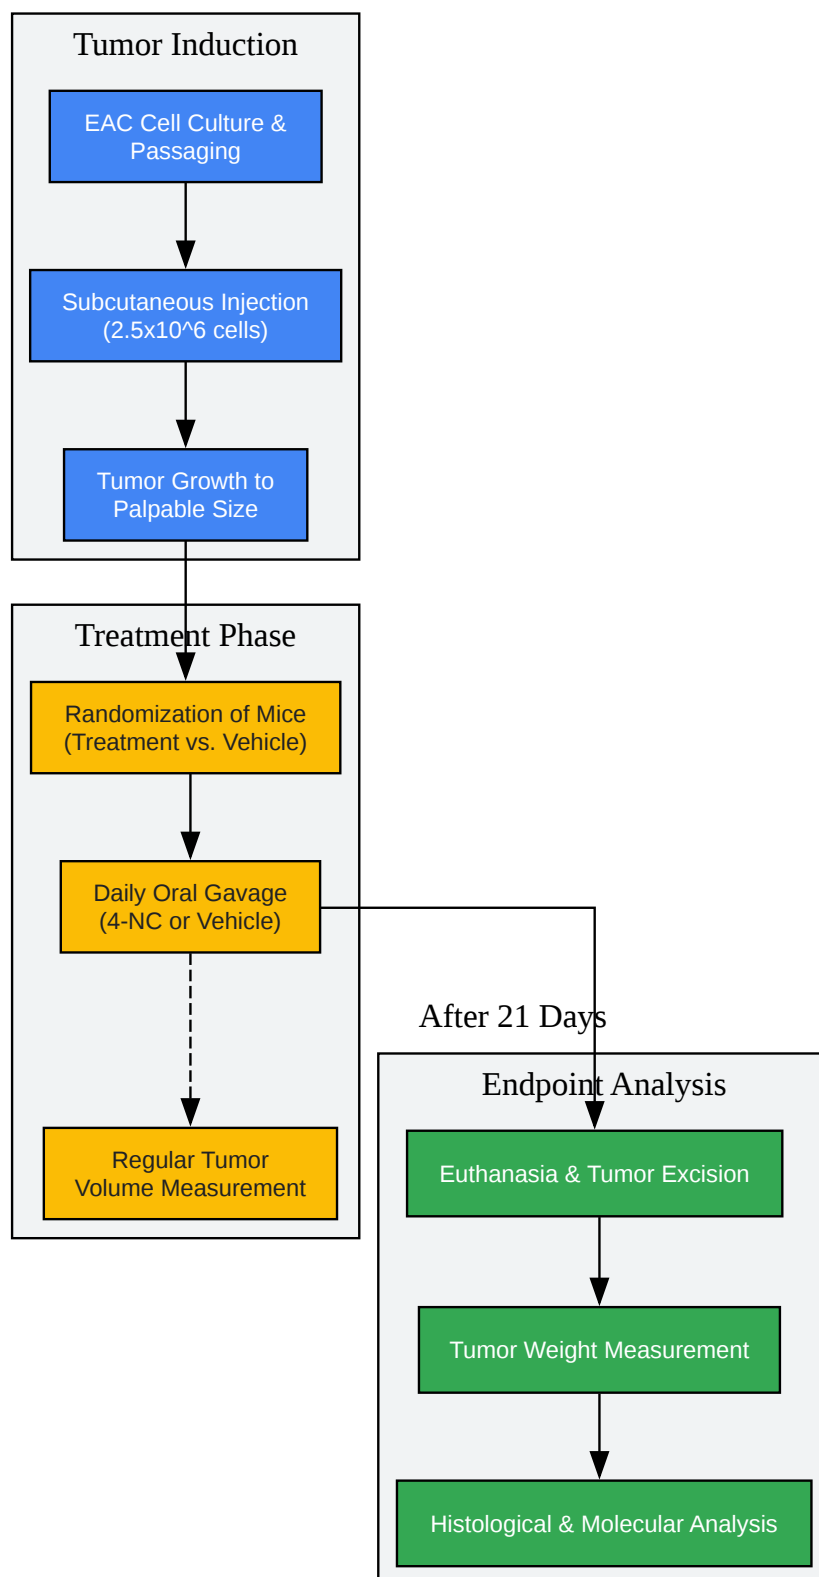 Tumor Induction
EAC Cell Culture &
Passaging
Subcutaneous Injection
(2.5x10^6 cells)
Tumor Growth to
Palpable Size
Treatment Phase
Randomization of Mice
(Treatment vs. Vehicle)
Daily Oral Gavage
(4-NC or Vehicle)
Regular Tumor
Volume Measurement
After 21 Days
Endpoint Analysis
Euthanasia & Tumor Excision
Tumor Weight Measurement
Histological & Molecular Analysis